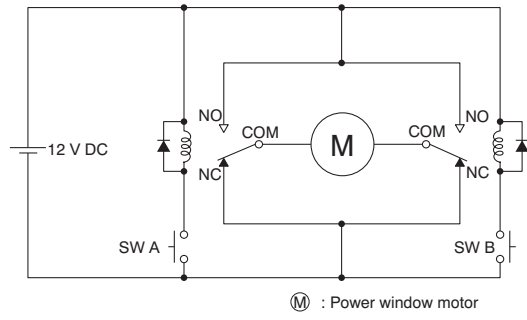 NO
NO
COM
COM
M
12 V DC
NC
NC
SW A
SW B
M : Power window motor